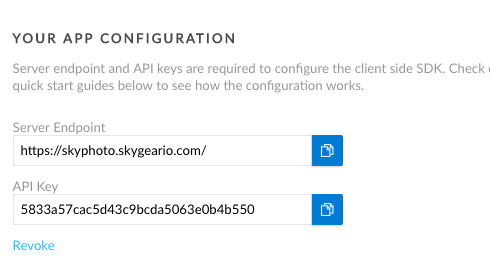 YOUR APP CONFIGURATION
Server endpoint and API keys are required to configure the client side SDK. Check
quick start guides below to see how the configuration works.
Server Endpoint
https://skyphoto.skygeario.com/
API Key
5833a57cac5d43c9bcda5063e0b4b550
Revoke